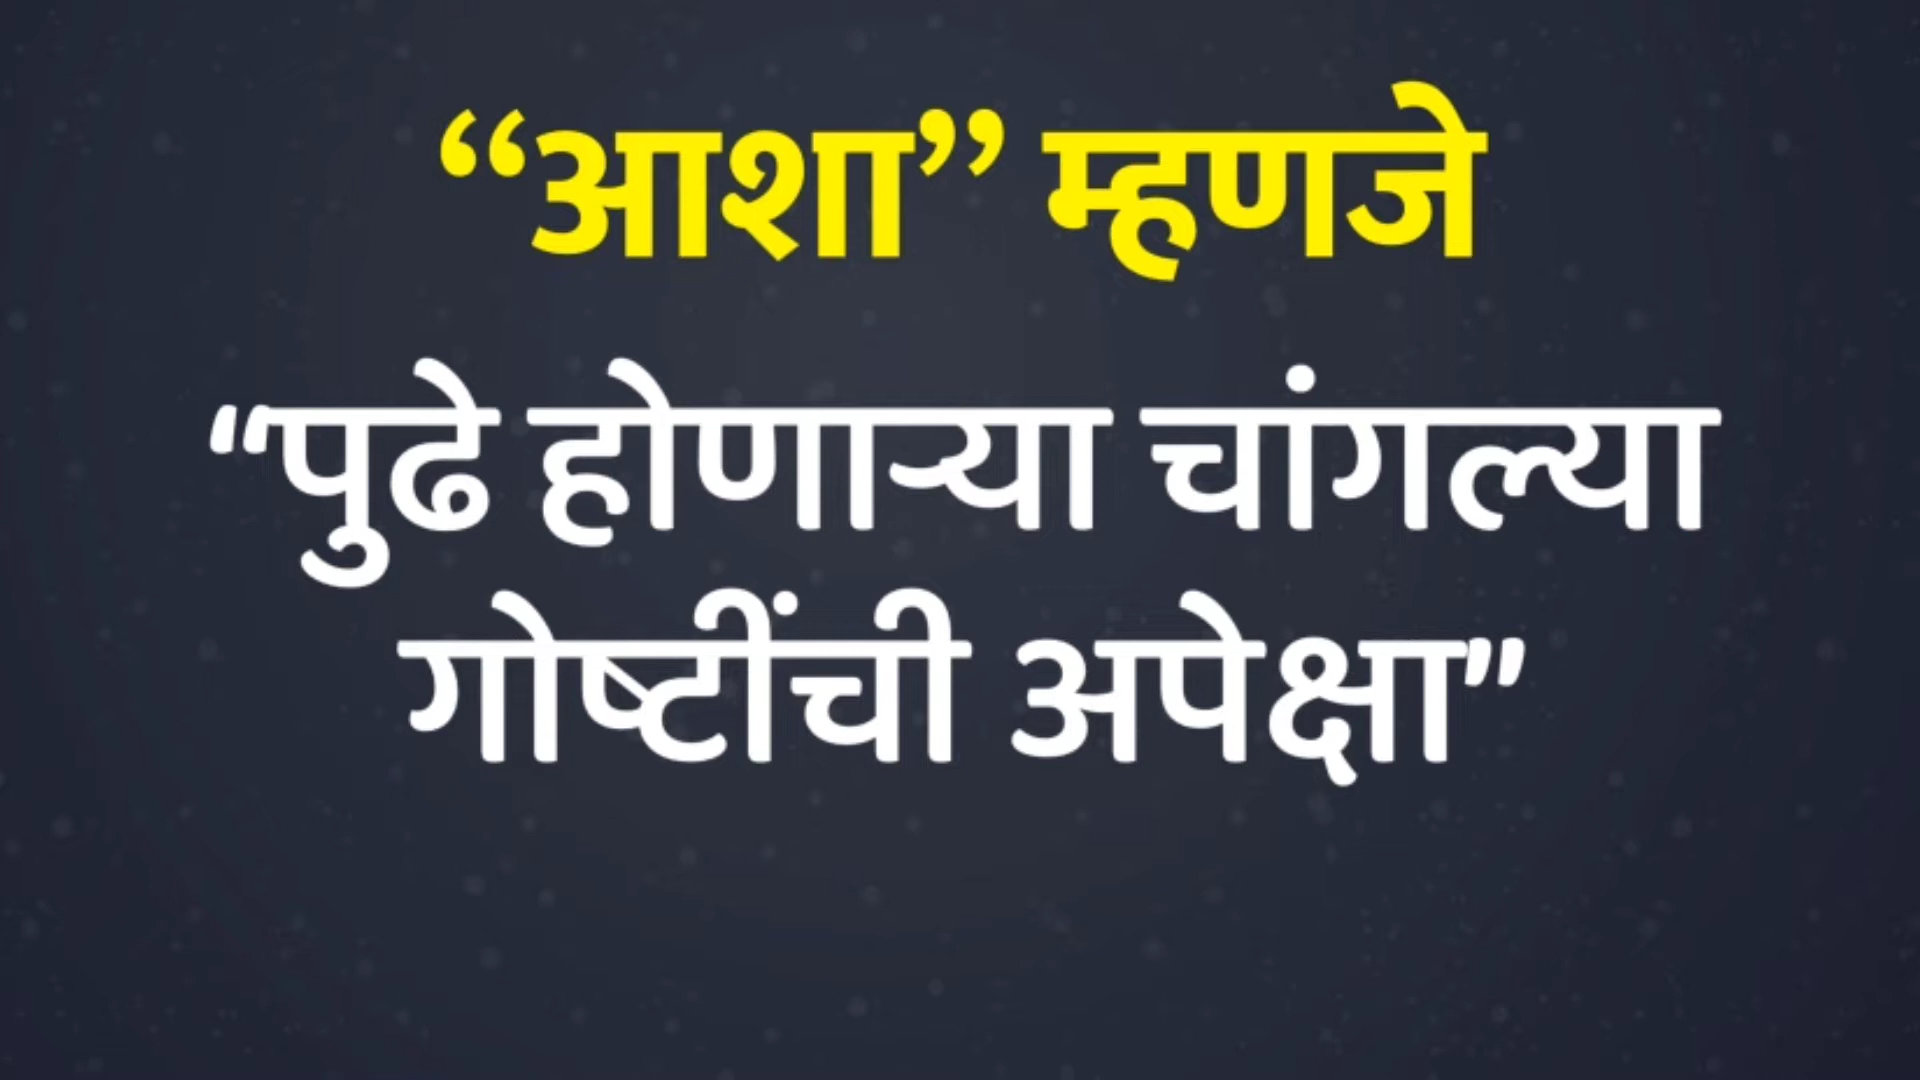 “आशा” म्हणजे
“पुढे होणाऱ्या चांगल्या
गोष्टींची अपेक्षा”